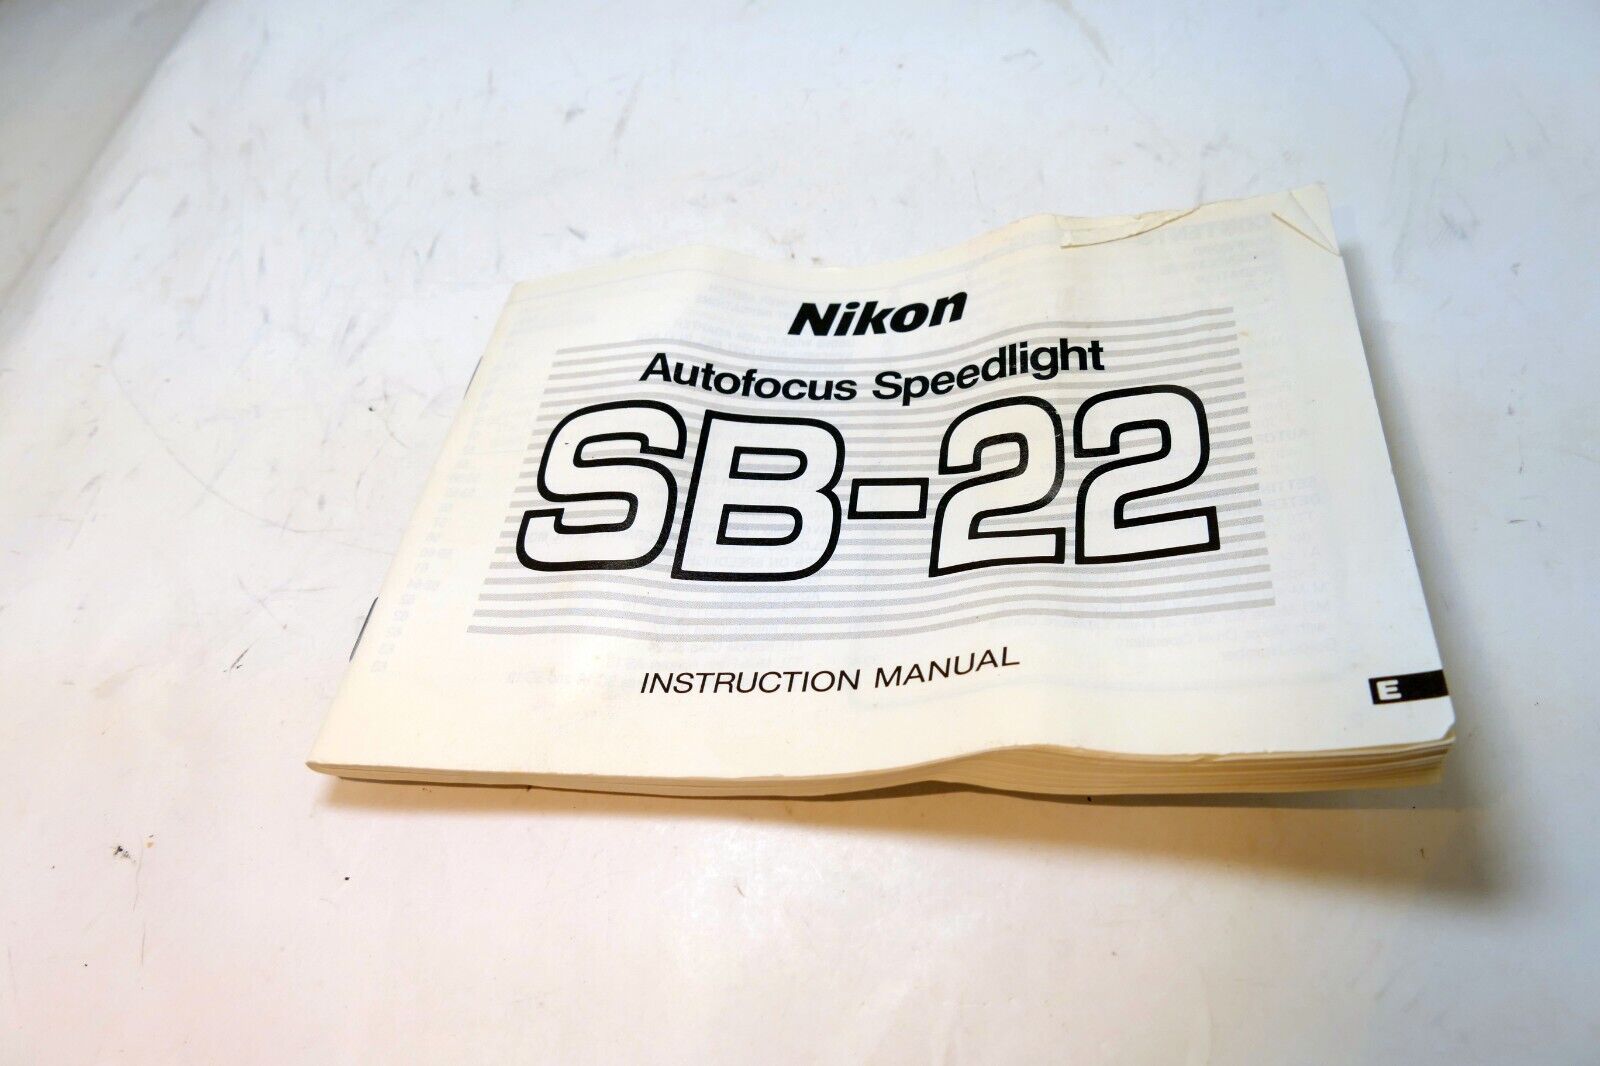 Nikon
Autofocus Speedlight
SB-22
INSTRUCTION MANUAL
E